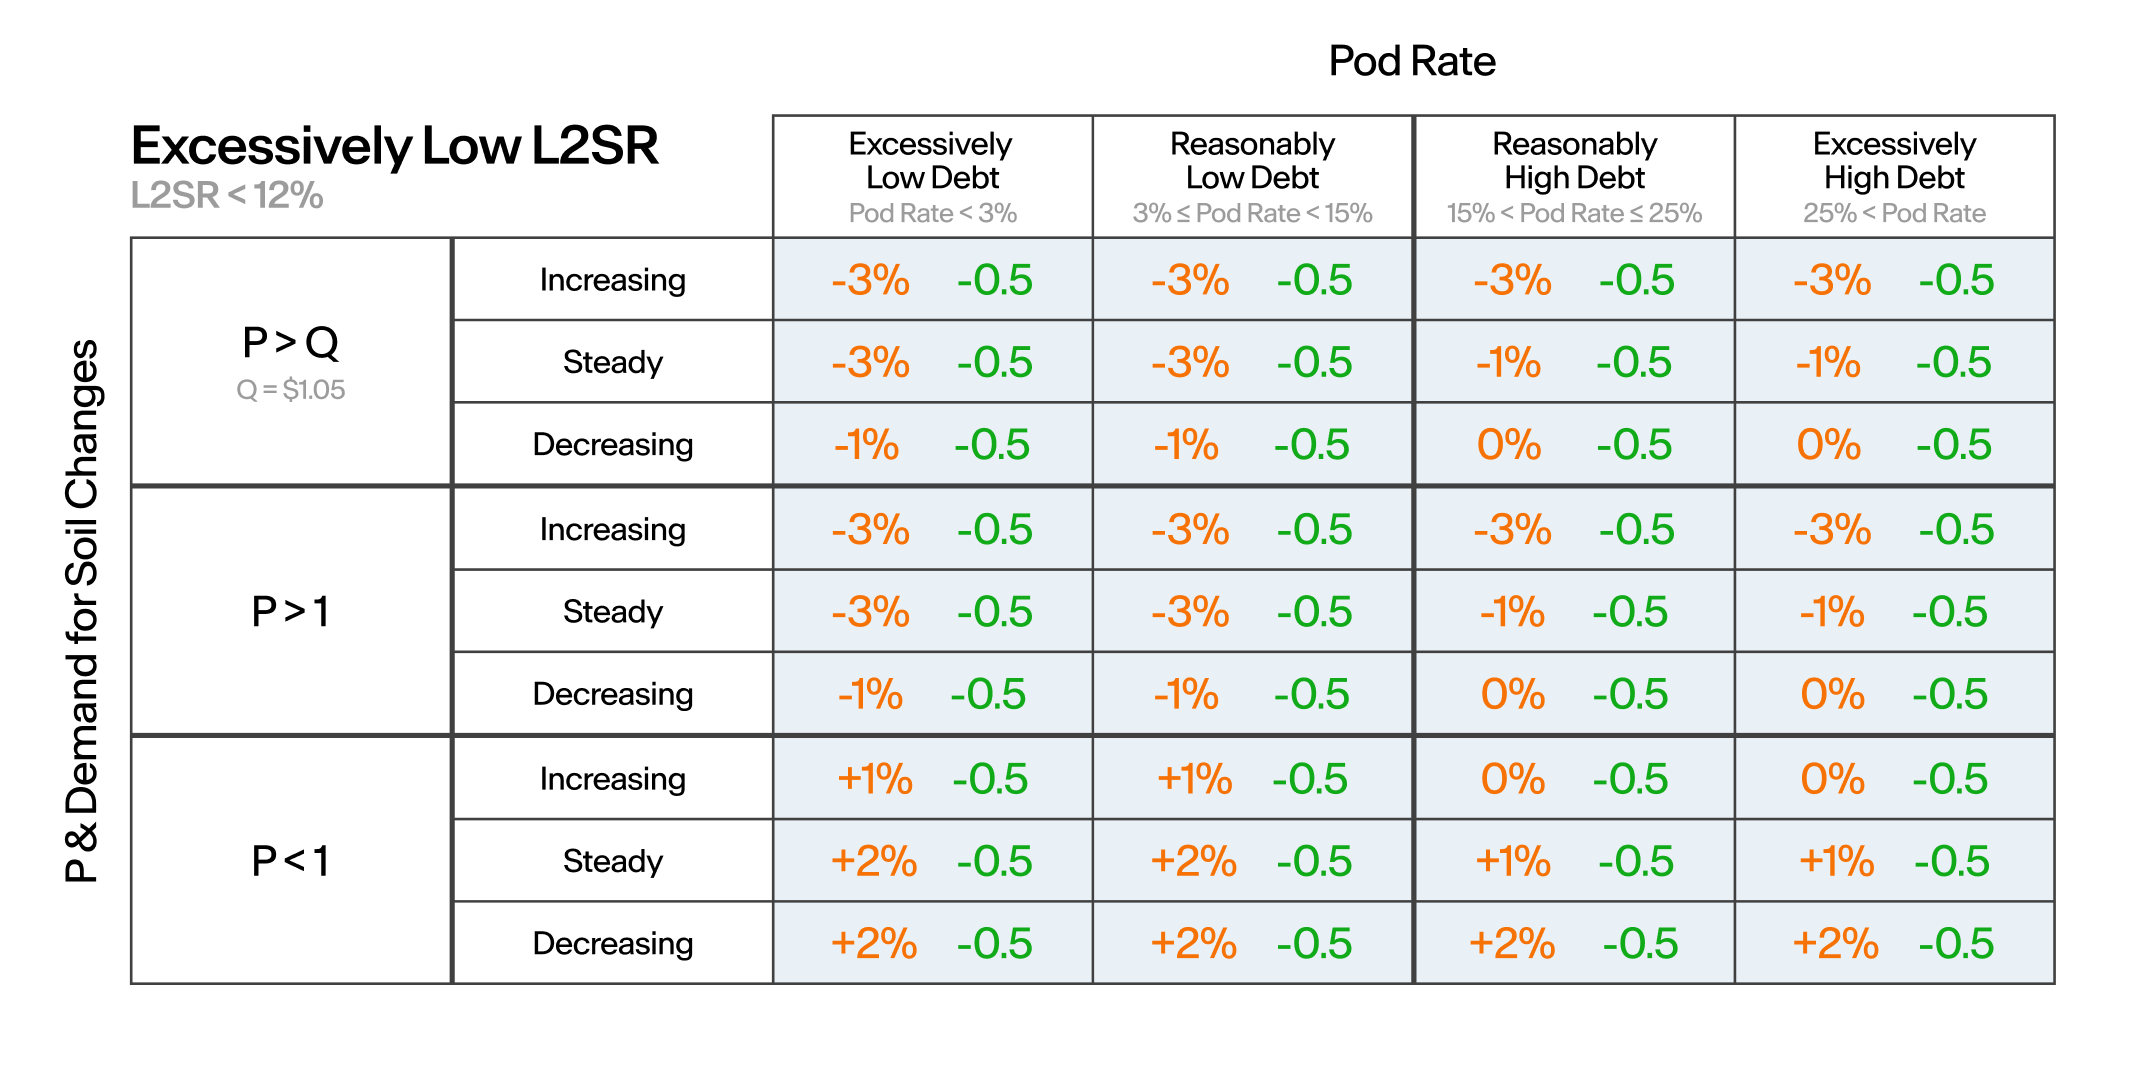 Pod Rate
Excessively Low L2SR
L2SR < 12%
Excessively
Low Debt
Pod Rate < 3%
Reasonably
Low Debt
3% ≤ Pod Rate < 15%
Reasonably
High Debt
15% < Pod Rate ≤ 25%
Excessively
High Debt
25% < Pod Rate
P & Demand for Soil Changes
P > Q
Q = $1.05
Increasing -3% -0.5 -3% -0.5 -3% -0.5 -3% -0.5
Steady -3% -0.5 -3% -0.5 -1% -0.5 -1% -0.5
Decreasing -1% -0.5 -1% -0.5 0% -0.5 0% -0.5
P > 1
Increasing -3% -0.5 -3% -0.5 -3% -0.5 -3% -0.5
Steady -3% -0.5 -3% -0.5 -1% -0.5 -1% -0.5
Decreasing -1% -0.5 -1% -0.5 0% -0.5 0% -0.5
P < 1
Increasing +1% -0.5 +1% -0.5 0% -0.5 0% -0.5
Steady +2% -0.5 +2% -0.5 +1% -0.5 +1% -0.5
Decreasing +2% -0.5 +2% -0.5 +2% -0.5 +2% -0.5